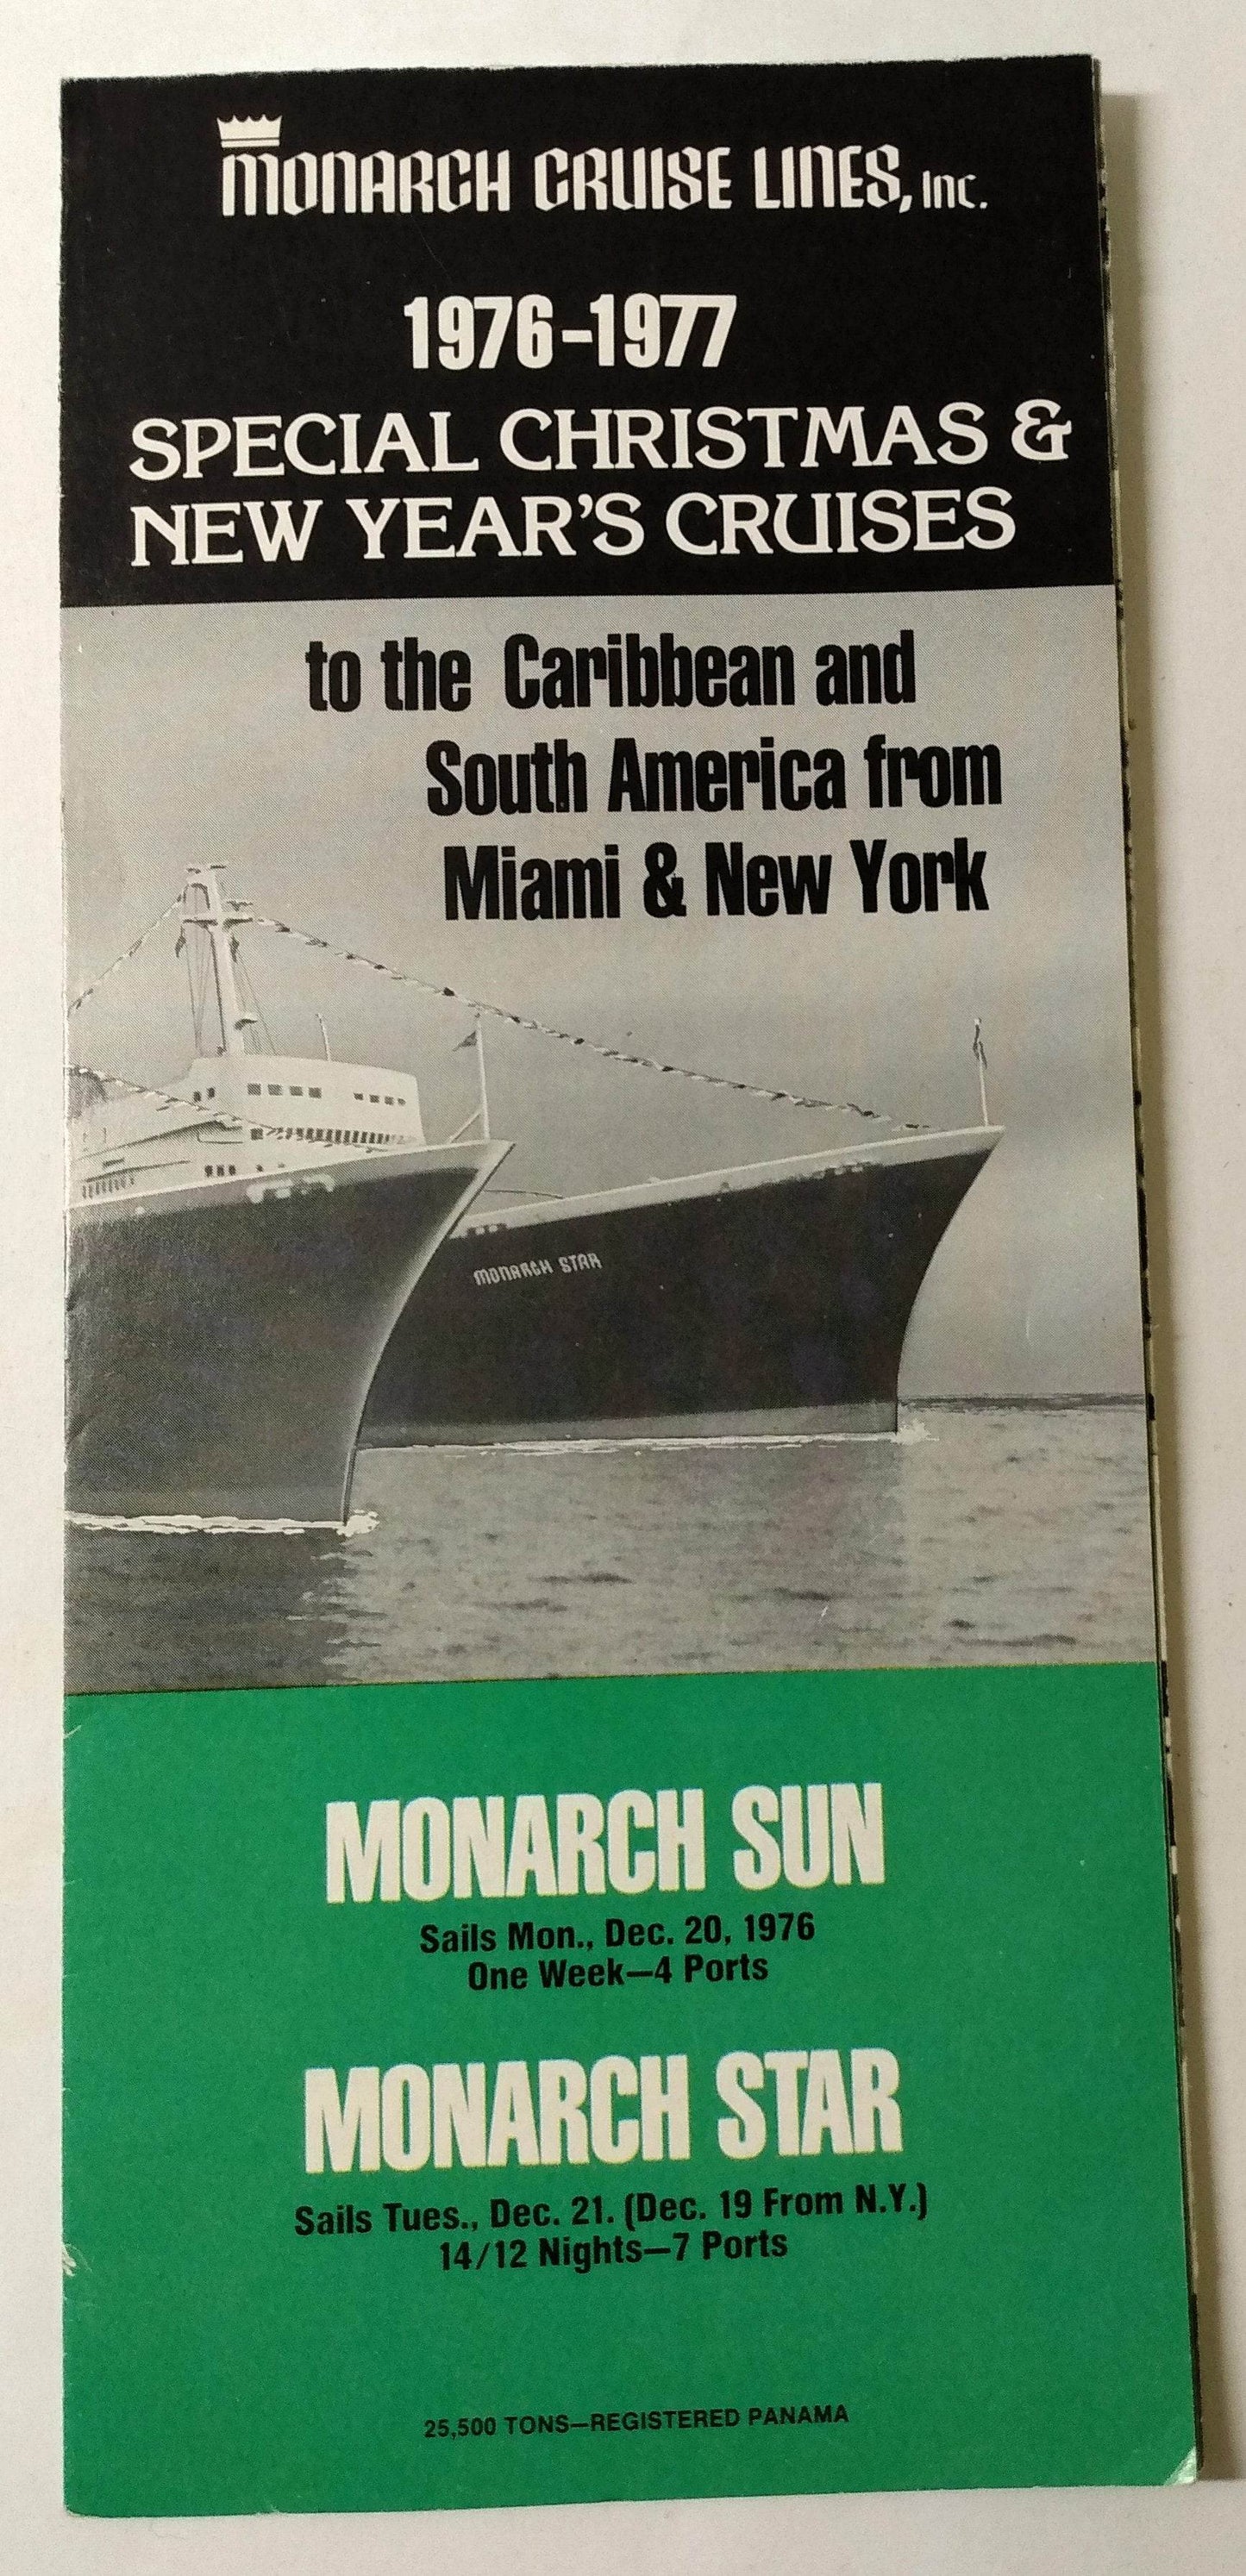 MONARCH CRUISE LINES, Inc.
1976-1977
SPECIAL CHRISTMAS &
NEW YEAR'S CRUISES
to the Caribbean and
South America from
Miami & New York
MONARCH STAR
MONARCH SUN
Sails Mon., Dec. 20, 1976
One Week—4 Ports
MONARCH STAR
Sails Tues., Dec. 21. (Dec. 19 From N.Y.)
14/12 Nights—7 Ports
25,500 TONS—REGISTERED PANAMA